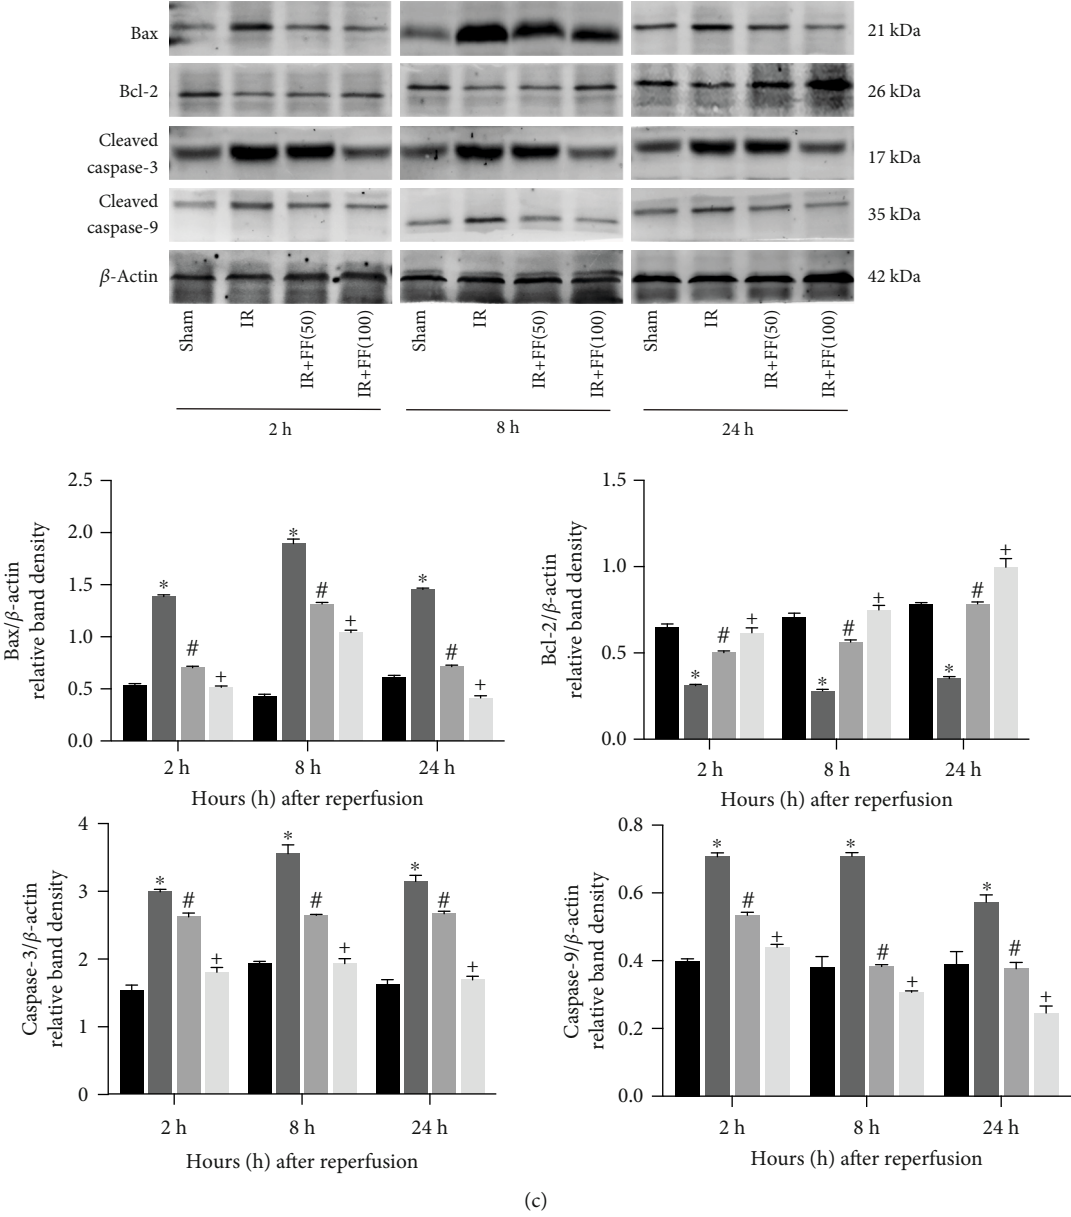 Bax
21 kDa
Bcl-2
26 kDa
Cleaved
caspase-3
17 kDa
Cleaved
caspase-9
35 kDa
β-Actin
42 kDa
Sham
IR
IR+FF(50)
IR+FF(100)
Sham
IR
IR+FF(50)
IR+FF(100)
Sham
IR
IR+FF(50)
IR+FF(100)
2 h
8 h
24 h
Bax/β-actin
relative band density
2.5
2.0
1.5
1.0
0.5
0.0
*
#
+
*
#
+
*
#
+
2 h
8 h
24 h
Hours (h) after reperfusion
Bcl-2/β-actin
relative band density
1.5
1.0
0.5
0.0
*
#
+
*
#
+
*
#
+
2 h
8 h
24 h
Hours (h) after reperfusion
Caspase-3/β-actin
relative band density
4
3
2
1
0
*
#
+
*
#
+
*
#
+
2 h
8 h
24 h
Hours (h) after reperfusion
Caspase-9/β-actin
relative band density
0.8
0.6
0.4
0.2
0.0
*
#
+
*
#
+
*
#
+
2 h
8 h
24 h
Hours (h) after reperfusion
(c)